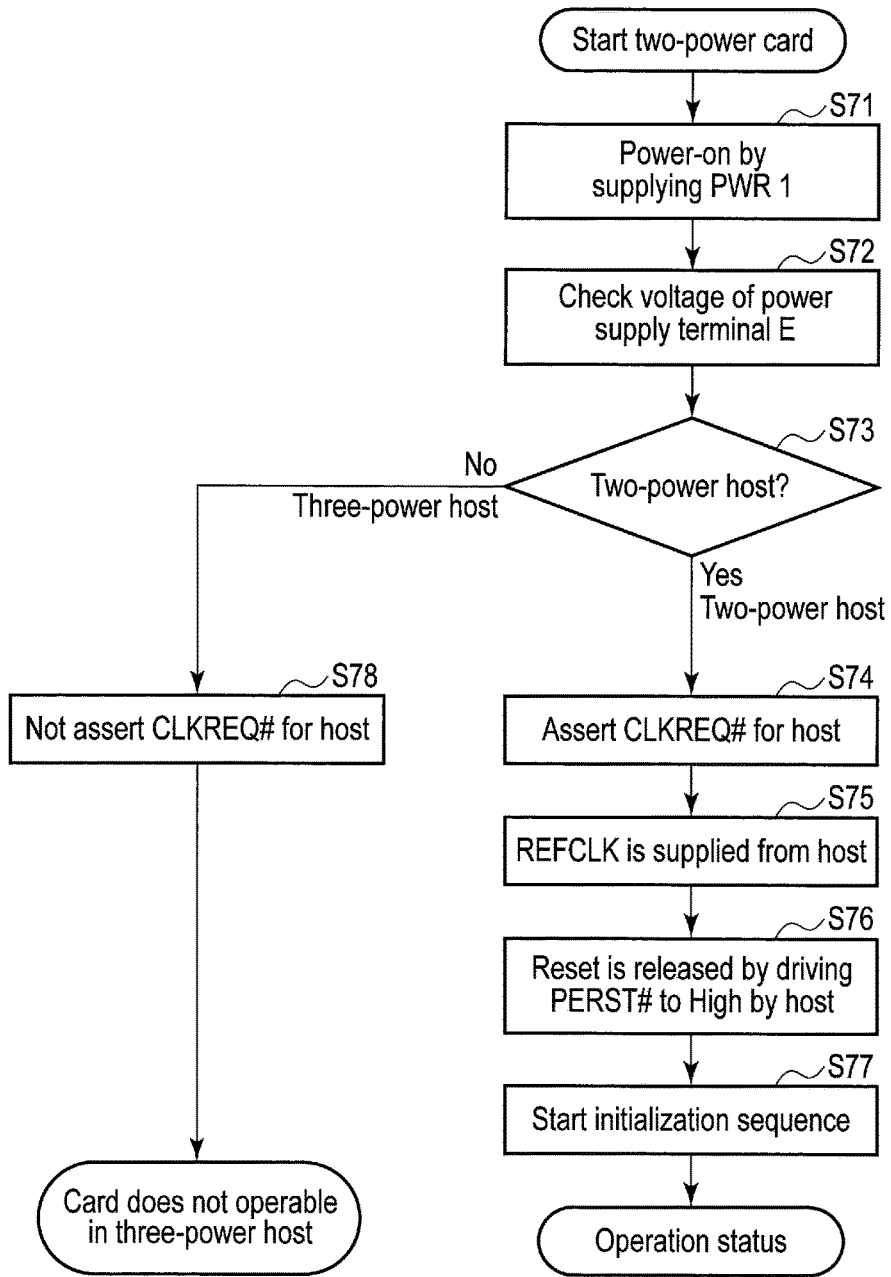 Start two-power card
S71
Power-on by
supplying PWR 1
S72
Check voltage of power
supply terminal E
S73
Two-power host?
No
Three-power host
Yes
Two-power host
S78
Not assert CLKREQ# for host
S74
Assert CLKREQ# for host
S75
REFCLK is supplied from host
S76
Reset is released by driving
PERST# to High by host
S77
Start initialization sequence
Card does not operable
in three-power host
Operation status